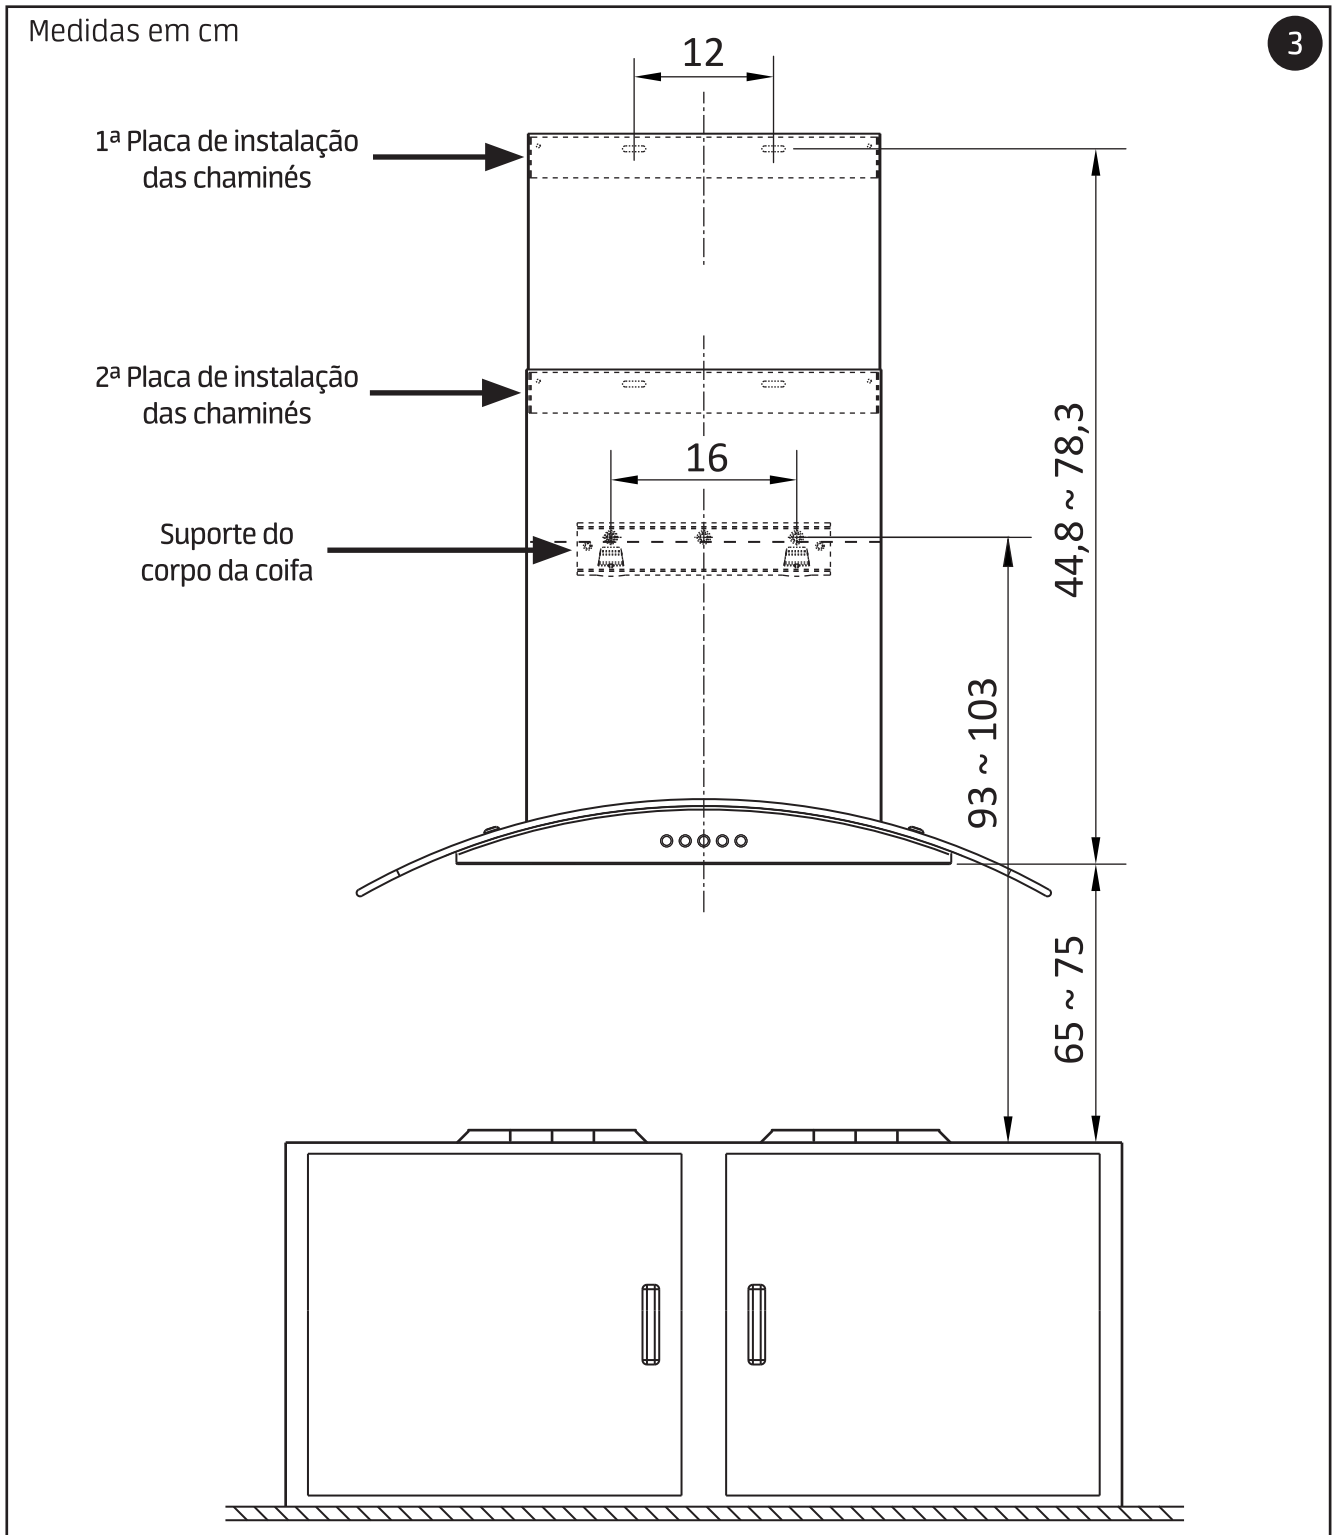 Medidas em cm
3
12
1ª Placa de instalação
das chaminés
2ª Placa de instalação
das chaminés
16
Suporte do
corpo da coifa
44,8 ~ 78,3
93 ~ 103
65 ~ 75